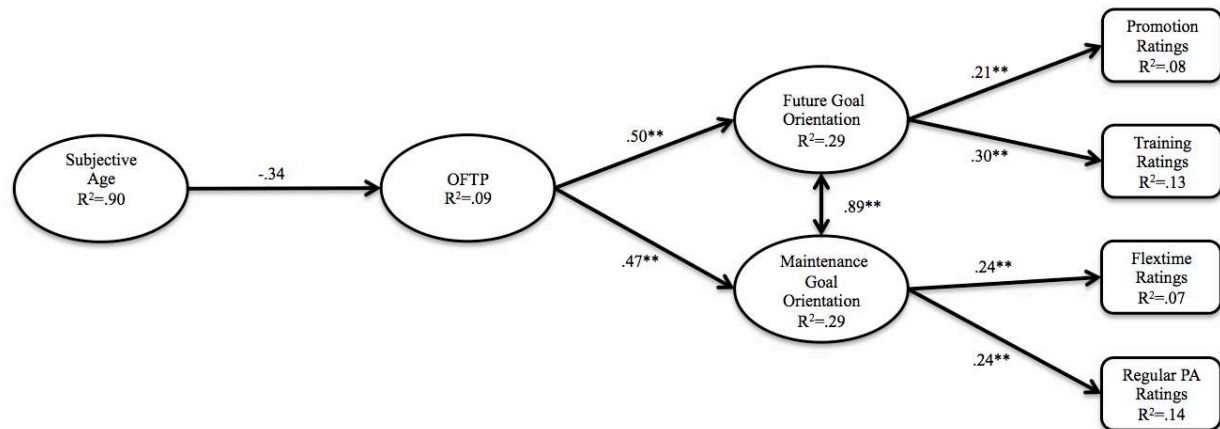 Subjective
Age
R²=.90
-.34
OFTP
R²=.09
.50**
.47**
Future Goal
Orientation
R²=.29
.89**
Maintenance
Goal
Orientation
R²=.29
.21**
.30**
.24**
.24**
Promotion
Ratings
R²=.08
Training
Ratings
R²=.13
Flextime
Ratings
R²=.07
Regular PA
Ratings
R²=.14